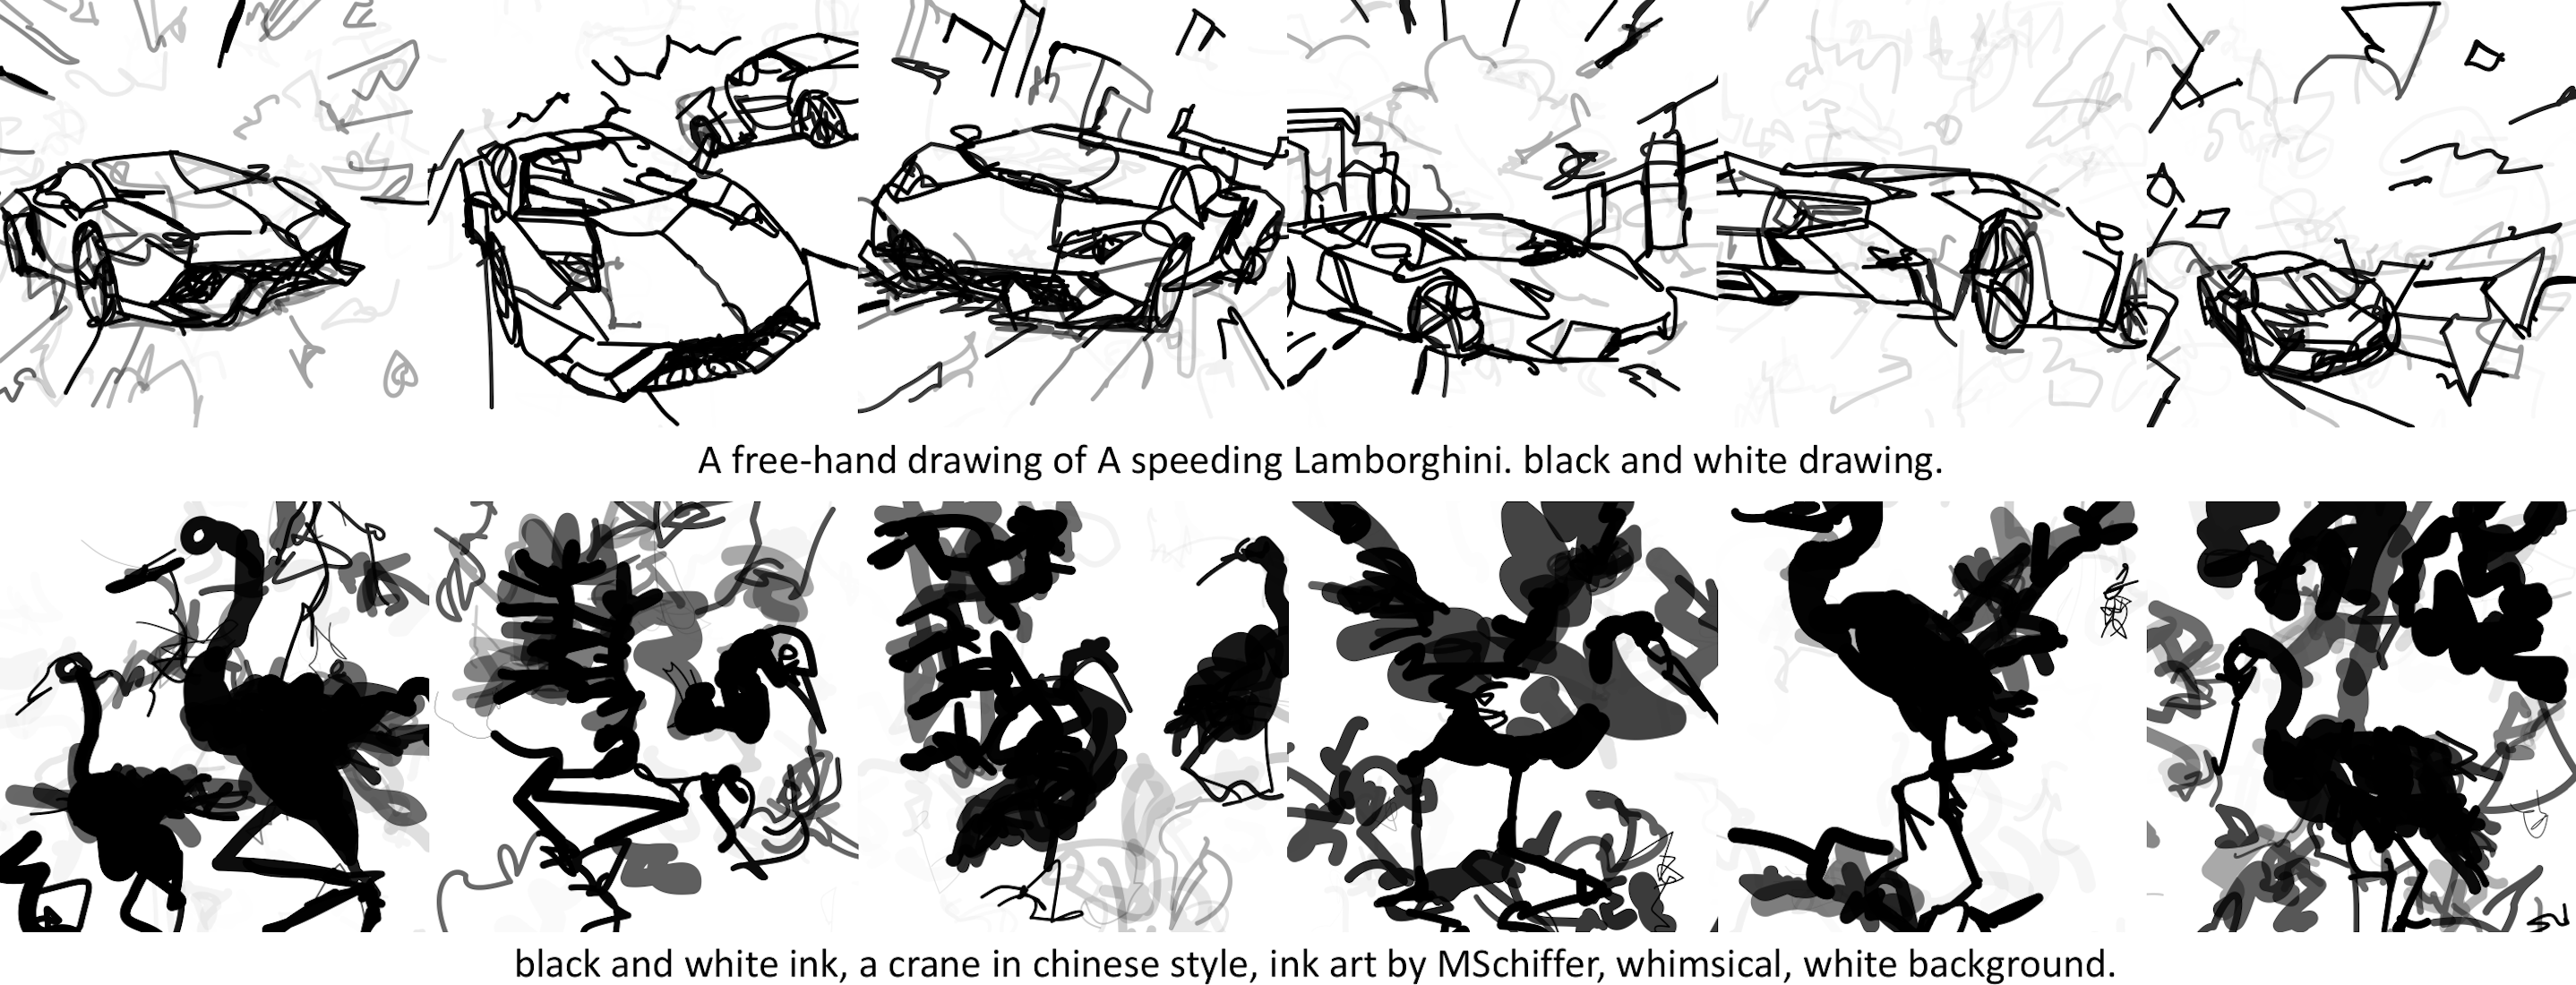 A free-hand drawing of A speeding Lamborghini. black and white drawing.
black and white ink, a crane in chinese style, ink art by MSchiffer, whimsical, white background.